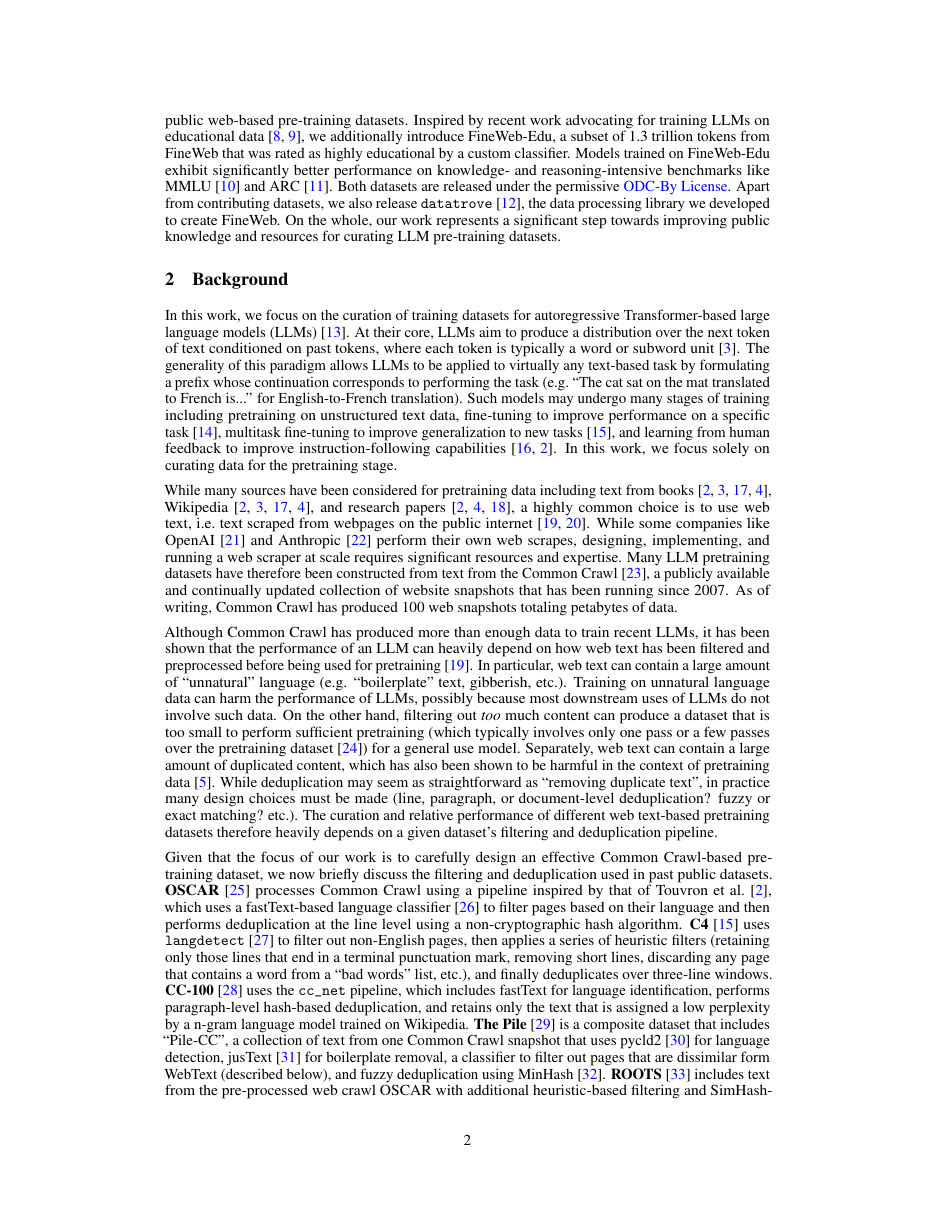 public web-based pre-training datasets. Inspired by recent work advocating for training LLMs on
educational data [8, 9], we additionally introduce FineWeb-Edu, a subset of 1.3 trillion tokens from
FineWeb that was rated as highly educational by a custom classifier. Models trained on FineWeb-Edu
exhibit significantly better performance on knowledge- and reasoning-intensive benchmarks like
MMLU [10] and ARC [11]. Both datasets are released under the permissive ODC-By License. Apart
from contributing datasets, we also release datatrove [12], the data processing library we developed
to create FineWeb. On the whole, our work represents a significant step towards improving public
knowledge and resources for curating LLM pre-training datasets.
2 Background
In this work, we focus on the curation of training datasets for autoregressive Transformer-based large
language models (LLMs) [13]. At their core, LLMs aim to produce a distribution over the next token
of text conditioned on past tokens, where each token is typically a word or subword unit [3]. The
generality of this paradigm allows LLMs to be applied to virtually any text-based task by formulating
a prefix whose continuation corresponds to performing the task (e.g. “The cat sat on the mat translated
to French is...” for English-to-French translation). Such models may undergo many stages of training
including pretraining on unstructured text data, fine-tuning to improve performance on a specific
task [14], multitask fine-tuning to improve generalization to new tasks [15], and learning from human
feedback to improve instruction-following capabilities [16, 2]. In this work, we focus solely on
curating data for the pretraining stage.
While many sources have been considered for pretraining data including text from books [2, 3, 17, 4],
Wikipedia [2, 3, 17, 4], and research papers [2, 4, 18], a highly common choice is to use web
text, i.e. text scraped from webpages on the public internet [19, 20]. While some companies like
OpenAI [21] and Anthropic [22] perform their own web scrapes, designing, implementing, and
running a web scraper at scale requires significant resources and expertise. Many LLM pretraining
datasets have therefore been constructed from text from the Common Crawl [23], a publicly available
and continually updated collection of website snapshots that has been running since 2007. As of
writing, Common Crawl has produced 100 web snapshots totaling petabytes of data.
Although Common Crawl has produced more than enough data to train recent LLMs, it has been
shown that the performance of an LLM can heavily depend on how web text has been filtered and
preprocessed before being used for pretraining [19]. In particular, web text can contain a large amount
of “unnatural” language (e.g. “boilerplate” text, gibberish, etc.). Training on unnatural language
data can harm the performance of LLMs, possibly because most downstream uses of LLMs do not
involve such data. On the other hand, filtering out too much content can produce a dataset that is
too small to perform sufficient pretraining (which typically involves only one pass or a few passes
over the pretraining dataset [24]) for a general use model. Separately, web text can contain a large
amount of duplicated content, which has also been shown to be harmful in the context of pretraining
data [5]. While deduplication may seem as straightforward as “removing duplicate text”, in practice
many design choices must be made (line, paragraph, or document-level deduplication? fuzzy or
exact matching? etc.). The curation and relative performance of different web text-based pretraining
datasets therefore heavily depends on a given dataset’s filtering and deduplication pipeline.
Given that the focus of our work is to carefully design an effective Common Crawl-based pre-
training dataset, we now briefly discuss the filtering and deduplication used in past public datasets.
OSCAR [25] processes Common Crawl using a pipeline inspired by that of Touvron et al. [2],
which uses a fastText-based language classifier [26] to filter pages based on their language and then
performs deduplication at the line level using a non-cryptographic hash algorithm. C4 [15] uses
langdetect [27] to filter out non-English pages, then applies a series of heuristic filters (retaining
only those lines that end in a terminal punctuation mark, removing short lines, discarding any page
that contains a word from a “bad words” list, etc.), and finally deduplicates over three-line windows.
CC-100 [28] uses the cc_net pipeline, which includes fastText for language identification, performs
paragraph-level hash-based deduplication, and retains only the text that is assigned a low perplexity
by a n-gram language model trained on Wikipedia. The Pile [29] is a composite dataset that includes
“Pile-CC”, a collection of text from one Common Crawl snapshot that uses pycld2 [30] for language
detection, jusText [31] for boilerplate removal, a classifier to filter out pages that are dissimilar form
WebText (described below), and fuzzy deduplication using MinHash [32]. ROOTS [33] includes text
from the pre-processed web crawl OSCAR with additional heuristic-based filtering and SimHash-
2